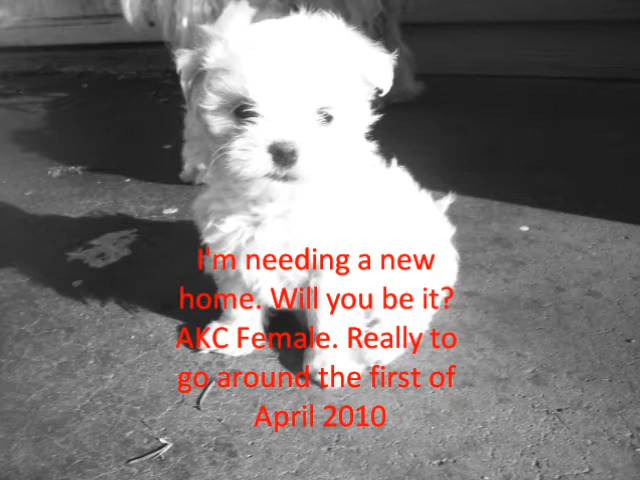 I'm needing a new
home. Will you be it?
AKC Female. Really to
go around the first of
April 2010